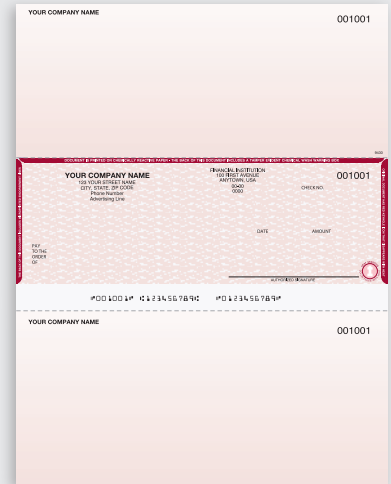 YOUR COMPANY NAME
001001
DOCUMENT IS PRINTED ON CHEMICALLY REACTIVE PAPER • THE BACK OF THIS DOCUMENT INCLUDES A TAMPER EVIDENT CHEMICAL WASH WARNING BOX
YOUR COMPANY NAME
123 YOUR STREET NAME
CITY, STATE, ZIP CODE
Phone Number
Advertising Line
FINANCIAL INSTITUTION
100 FIRST AVENUE
ANYTOWN, USA
00-00
0000
001001
CHECK NO.
DATE
AMOUNT
PAY
TO THE
ORDER
OF
AUTHORIZED SIGNATURE
⑈001001⑈ ⑆123456789⑆ ⑈0123456789⑈
YOUR COMPANY NAME
001001